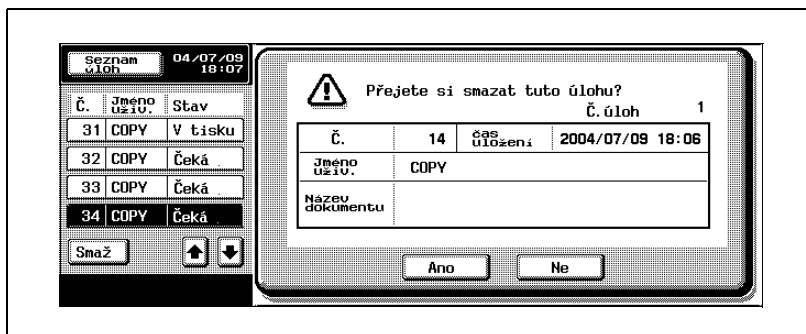 Seznam úloh
04/07/09
18:07
Č. Jméno uživ. Stav
31 COPY V tisku
32 COPY Čeká
33 COPY Čeká
34 COPY Čeká
Smaž
Přejete si smazat tuto úlohu?
Č. úloh 1
Č. 14 čas uložení 2004/07/09 18:06
Jméno uživ. COPY
Název dokumentu
Ano Ne